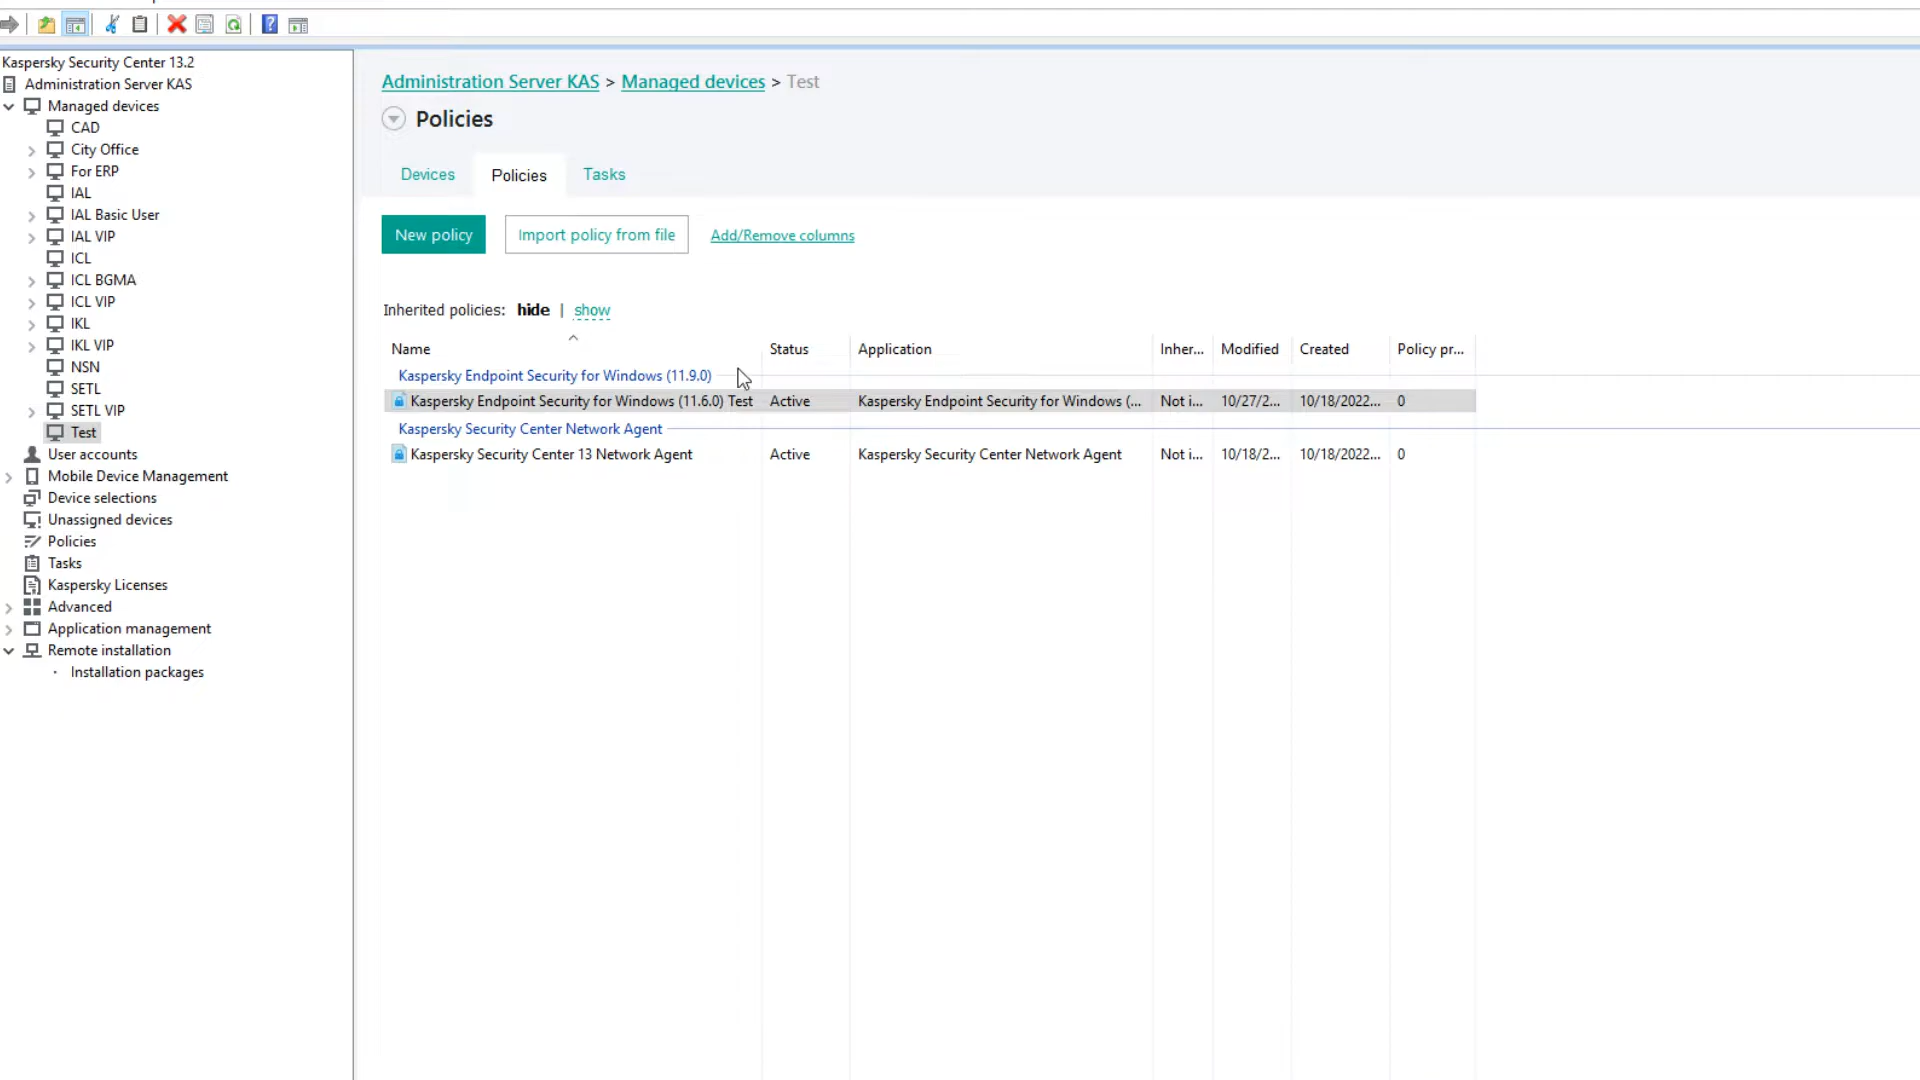 Kaspersky Security Center 13.2
Administration Server KAS
Managed devices
CAD
City Office
For ERP
IAL
IAL Basic User
IAL VIP
ICL
ICL BGMA
ICL VIP
IKL
IKL VIP
NSN
SETL
SETL VIP
Test
User accounts
Mobile Device Management
Device selections
Unassigned devices
Policies
Tasks
Kaspersky Licenses
Advanced
Application management
Remote installation
Installation packages
Administration Server KAS > Managed devices > Test
Policies
Devices Policies Tasks
New policy Import policy from file Add/Remove columns
Inherited policies: hide | show
Name Status Application Inher... Modified Created Policy pr...
Kaspersky Endpoint Security for Windows (11.9.0)
Kaspersky Endpoint Security for Windows (11.6.0) Test Active Kaspersky Endpoint Security for Windows (... Not i... 10/27/2... 10/18/2022... 0
Kaspersky Security Center Network Agent
Kaspersky Security Center 13 Network Agent Active Kaspersky Security Center Network Agent Not i... 10/18/2... 10/18/2022... 0